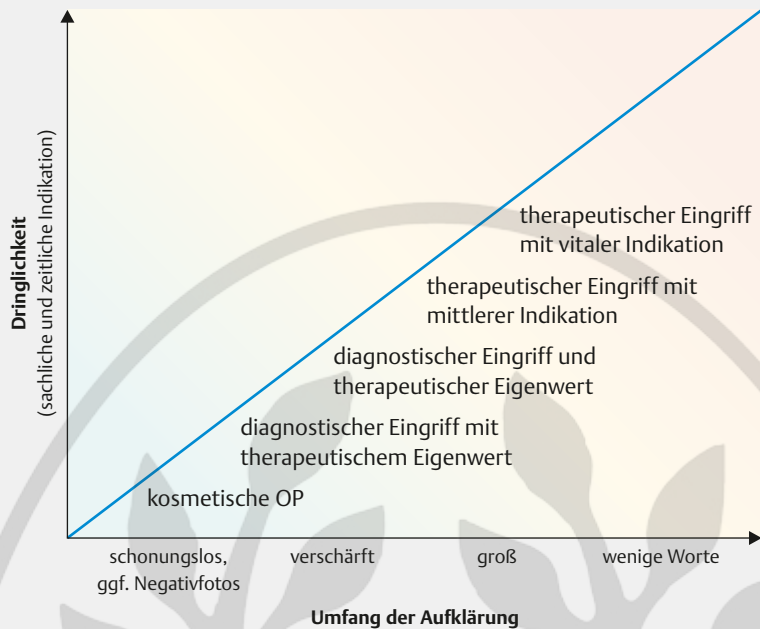 Dringlichkeit
(sachliche und zeitliche Indikation)
therapeutischer Eingriff
mit vitaler Indikation
therapeutischer Eingriff mit
mittlerer Indikation
diagnostischer Eingriff und
therapeutischer Eigenwert
diagnostischer Eingriff mit
therapeutischem Eigenwert
kosmetische OP
schonungslos,
ggf. Negativfotos
verschärft
groß
wenige Worte
Umfang der Aufklärung